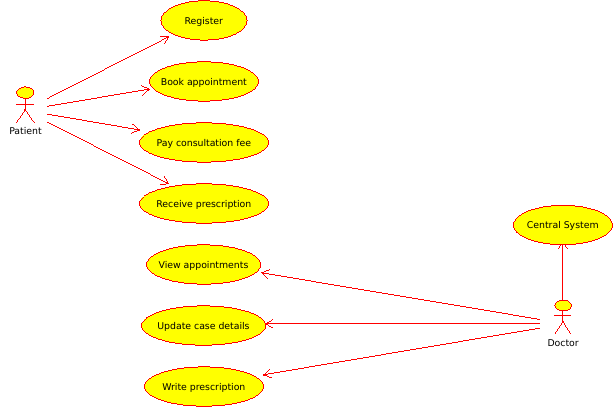 Register
Book appointment
Patient
Pay consultation fee
Receive prescription
Central System
View appointments
Update case details
Doctor
Write prescription